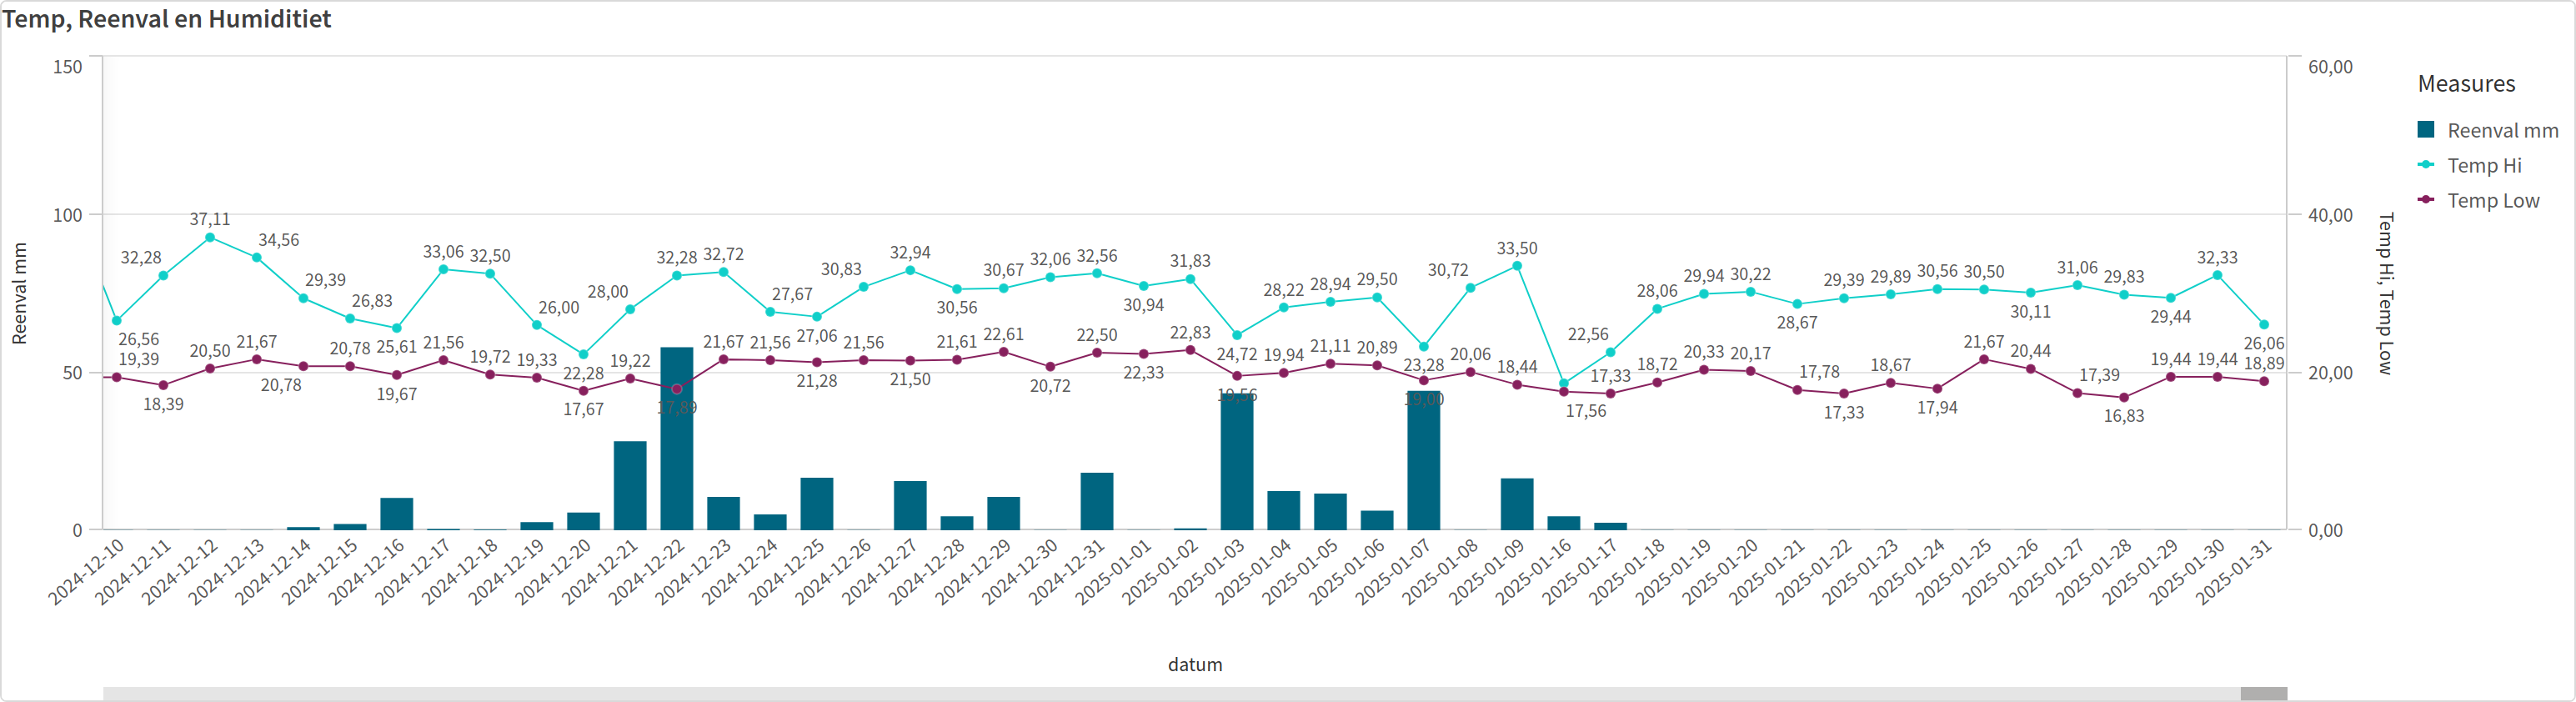 Temp, Reenval en Humiditiet
150
100
50
0
Reenval mm
60,00
40,00
20,00
0,00
Temp Hi, Temp Low
Measures
Reenval mm
Temp Hi
Temp Low
26,56 32,28 37,11 34,56 29,39 26,83 25,61 33,06 32,50 26,00 22,28 28,00 32,28 32,72 27,67 27,06 30,83 32,94 30,56 30,67 32,06 32,56 30,94 31,83 24,72 28,22 28,94 29,50 23,28 30,72 33,50 22,56 28,06 29,94 30,22 28,67 29,39 29,89 30,56 30,50 30,11 31,06 29,83 29,44 32,33 26,06
19,39 18,39 20,50 21,67 20,78 20,78 19,67 21,56 19,72 19,33 17,67 19,22 17,89 21,67 21,56 21,28 21,56 21,50 21,61 22,61 20,72 22,50 22,33 22,83 19,56 19,94 21,11 20,89 19,00 20,06 18,44 17,56 17,33 18,72 20,33 20,17 17,78 17,33 18,67 17,94 21,67 20,44 17,39 16,83 19,44 19,44 18,89
2024-12-10 2024-12-11 2024-12-12 2024-12-13 2024-12-14 2024-12-15 2024-12-16 2024-12-17 2024-12-18 2024-12-19 2024-12-20 2024-12-21 2024-12-22 2024-12-23 2024-12-24 2024-12-25 2024-12-26 2024-12-27 2024-12-28 2024-12-29 2024-12-30 2024-12-31 2025-01-01 2025-01-02 2025-01-03 2025-01-04 2025-01-05 2025-01-06 2025-01-07 2025-01-08 2025-01-09 2025-01-16 2025-01-17 2025-01-18 2025-01-19 2025-01-20 2025-01-21 2025-01-22 2025-01-23 2025-01-24 2025-01-25 2025-01-26 2025-01-27 2025-01-28 2025-01-29 2025-01-30 2025-01-31
datum